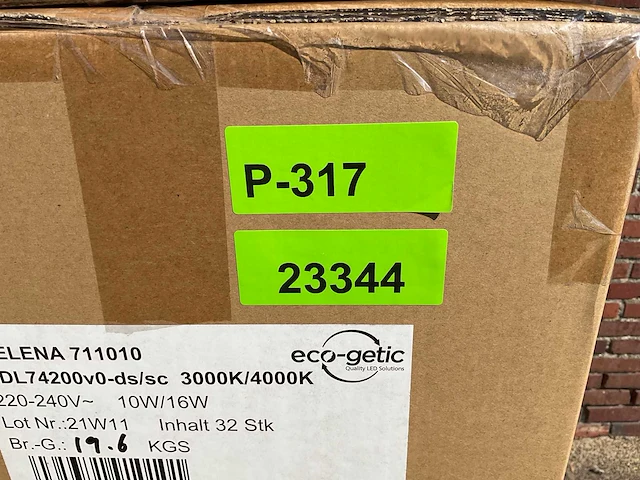 P-317
23344
ELENA 711010
eco-getic
Quality LED Solutions
DL74200v0-ds/sc 3000K/4000K
220-240V~ 10W/16W
Lot Nr.:21W11 Inhalt 32 Stk
Br.-G.: 19.6 KGS